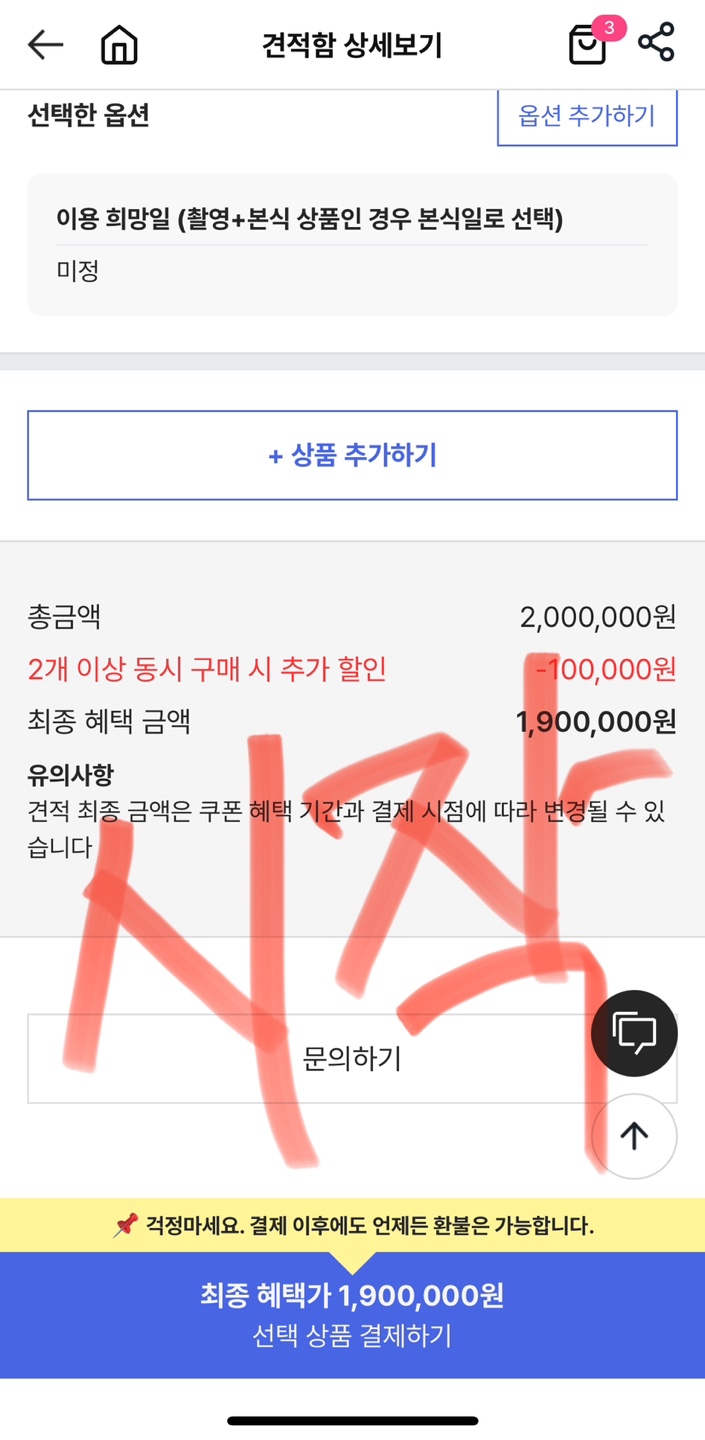 견적함 상세보기
3
선택한 옵션
옵션 추가하기
이용 희망일 (촬영+본식 상품인 경우 본식일로 선택)
미정
+ 상품 추가하기
총금액 2,000,000원
2개 이상 동시 구매 시 추가 할인 -100,000원
최종 혜택 금액 1,900,000원
유의사항
견적 최종 금액은 쿠폰 혜택 기간과 결제 시점에 따라 변경될 수 있
습니다
시작
문의하기
📌 걱정마세요. 결제 이후에도 언제든 환불은 가능합니다.
최종 혜택가 1,900,000원
선택 상품 결제하기